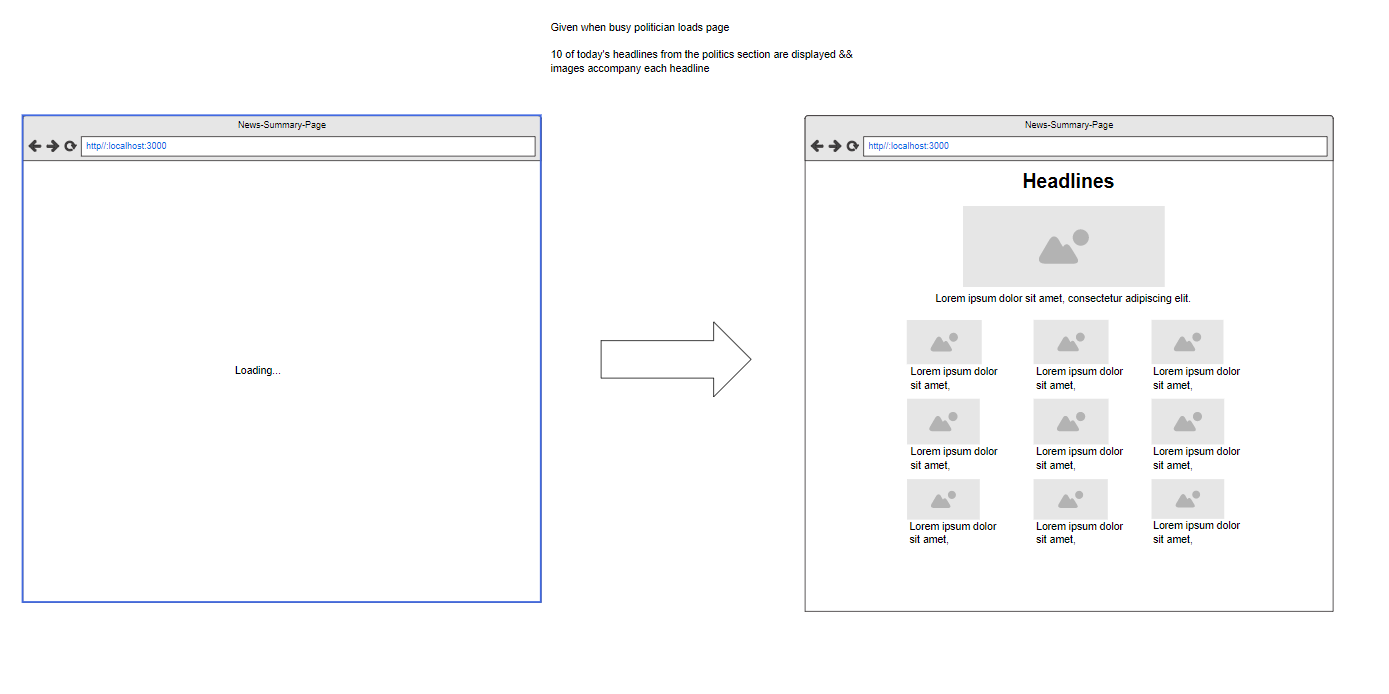 Given when busy politician loads page
10 of today's headlines from the politics section are displayed &&
images accompany each headline
News-Summary-Page
http//:localhost:3000
Loading...
News-Summary-Page
http//:localhost:3000
Headlines
Lorem ipsum dolor sit amet, consectetur adipiscing elit.
Lorem ipsum dolor
sit amet,
Lorem ipsum dolor
sit amet,
Lorem ipsum dolor
sit amet,
Lorem ipsum dolor
sit amet,
Lorem ipsum dolor
sit amet,
Lorem ipsum dolor
sit amet,
Lorem ipsum dolor
sit amet,
Lorem ipsum dolor
sit amet,
Lorem ipsum dolor
sit amet,